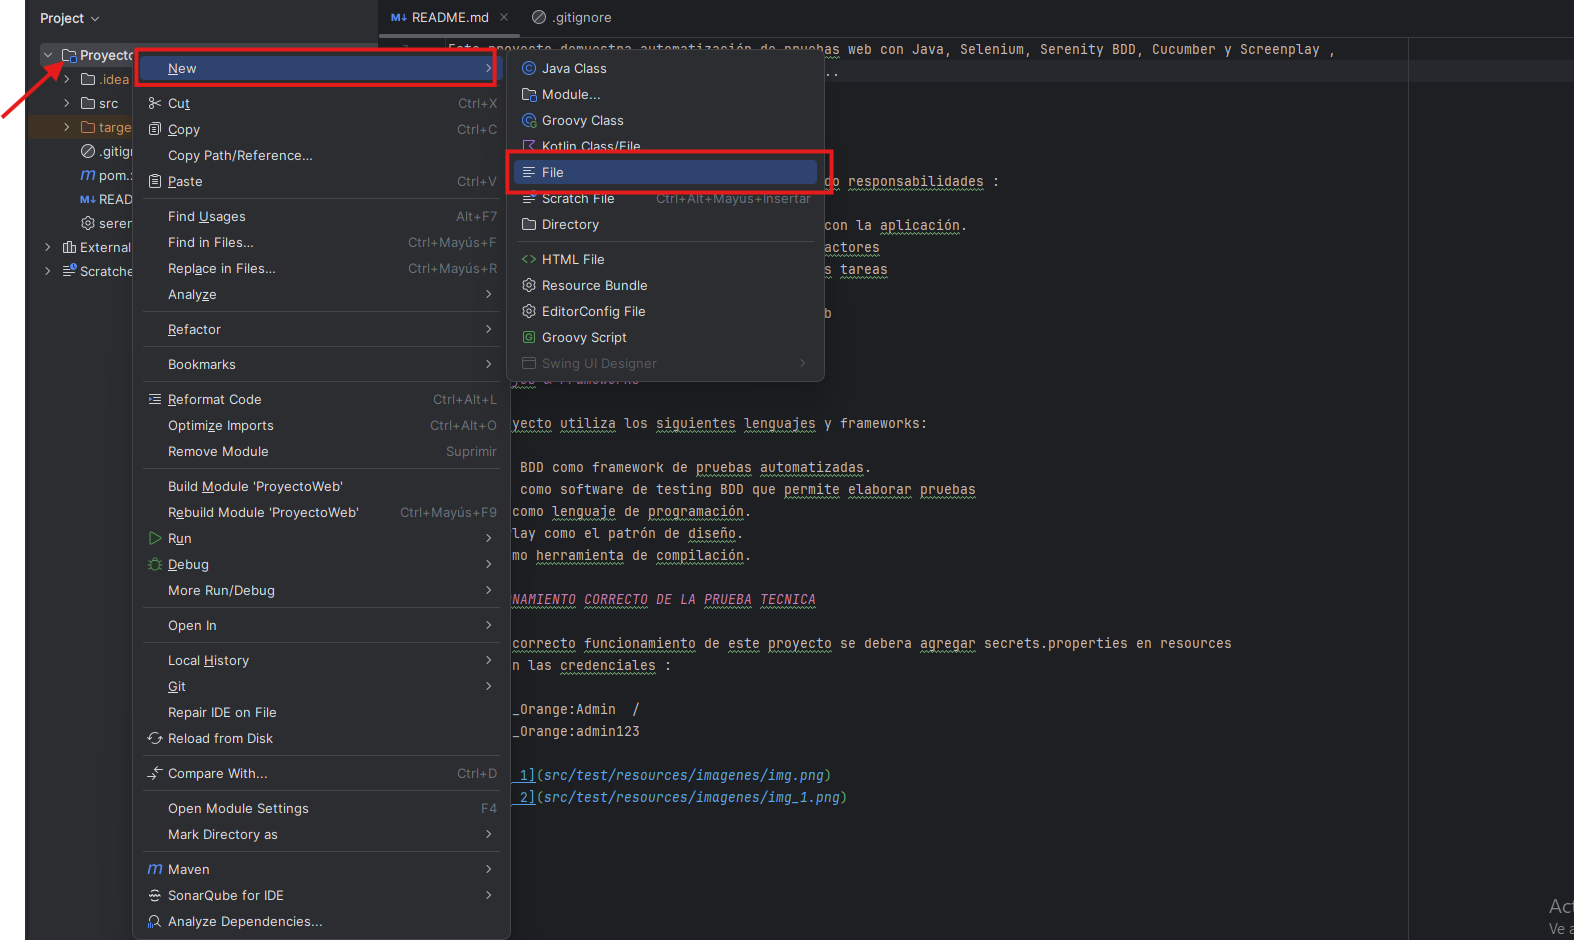 Project
README.md
.gitignore
Proyecto
.idea
src
targe
.gitig
pom.
READ
seren
External
Scratche
New
Cut Ctrl+X
Copy Ctrl+C
Copy Path/Reference...
Paste Ctrl+V
Find Usages Alt+F7
Find in Files... Ctrl+Mayús+F
Replace in Files... Ctrl+Mayús+R
Analyze
Refactor
Bookmarks
Reformat Code Ctrl+Alt+L
Optimize Imports Ctrl+Alt+O
Remove Module Suprimir
Build Module 'ProyectoWeb'
Rebuild Module 'ProyectoWeb' Ctrl+Mayús+F9
Run
Debug
More Run/Debug
Open In
Local History
Git
Repair IDE on File
Reload from Disk
Compare With... Ctrl+D
Open Module Settings F4
Mark Directory as
Maven
SonarQube for IDE
Analyze Dependencies...
Java Class
Module...
Groovy Class
Kotlin Class/File
File
Scratch File Ctrl+Alt+Mayús+Insertar
Directory
HTML File
Resource Bundle
EditorConfig File
Groovy Script
Swing UI Designer
Este proyecto demuestra automatización de pruebas web con Java, Selenium, Serenity BDD, Cucumber y Screenplay ,
..
do responsabilidades :
con la aplicación.
actores
s tareas
b
jes & Frameworks
yecto utiliza los siguientes lenguajes y frameworks:
BDD como framework de pruebas automatizadas.
como software de testing BDD que permite elaborar pruebas
como lenguaje de programación.
lay como el patrón de diseño.
mo herramienta de compilación.
NAMIENTO CORRECTO DE LA PRUEBA TECNICA
correcto funcionamiento de este proyecto se debera agregar secrets.properties en resources
n las credenciales :
_Orange:Admin /
_Orange:admin123
_1](src/test/resources/imagenes/img.png)
_2](src/test/resources/imagenes/img_1.png)
Act
Ve a